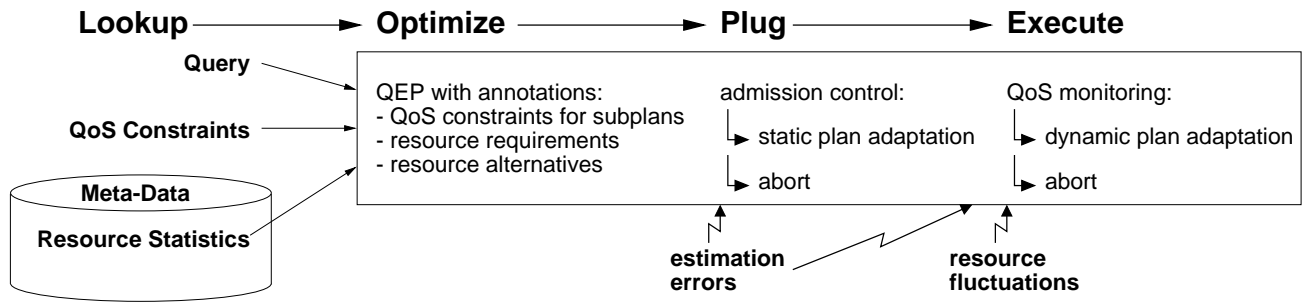 Lookup Optimize Plug Execute
Query
QoS Constraints
Meta-Data
Resource Statistics
QEP with annotations:
- QoS constraints for subplans
- resource requirements
- resource alternatives
admission control:
static plan adaptation
abort
QoS monitoring:
dynamic plan adaptation
abort
estimation
errors
resource
fluctuations